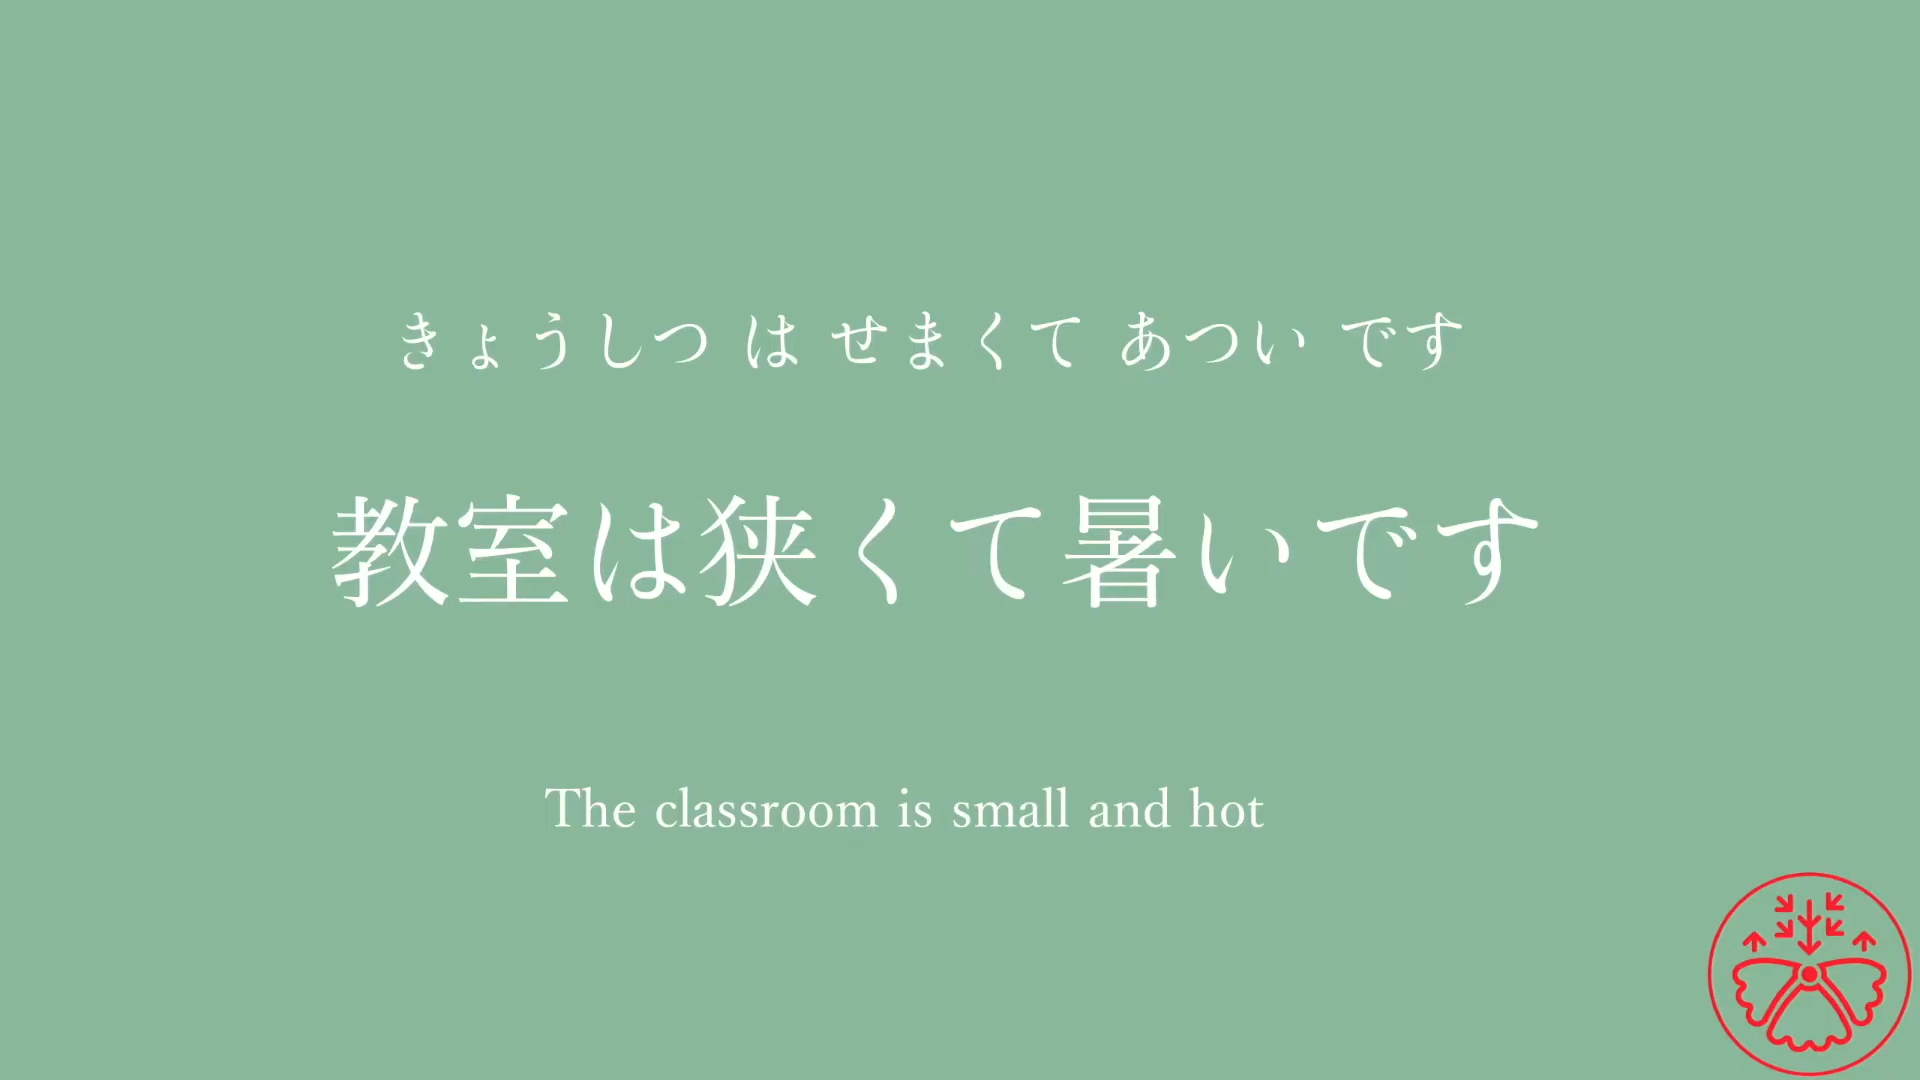 きょうしつ は せまくて あつい です
教室は狭くて暑いです
The classroom is small and hot